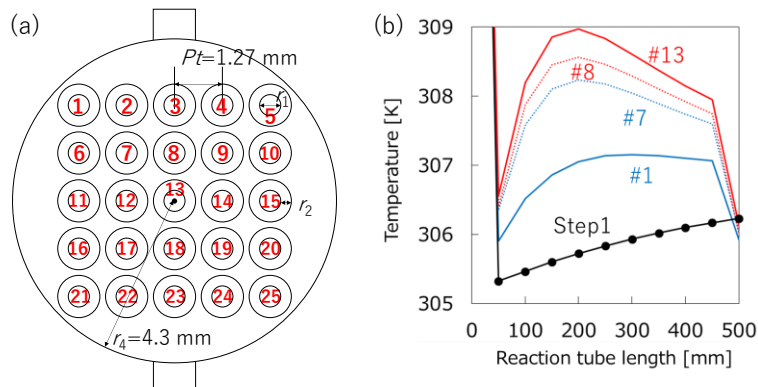 (a)
Pt=1.27 mm
1 2 3 4 5
r1
6 7 8 9 10
11 12 13 14 15
r2
16 17 18 19 20
21 22 23 24 25
r4=4.3 mm
(b)
309
308
307
306
305
Temperature [K]
#13
#8
#7
#1
Step1
0 100 200 300 400 500
Reaction tube length [mm]